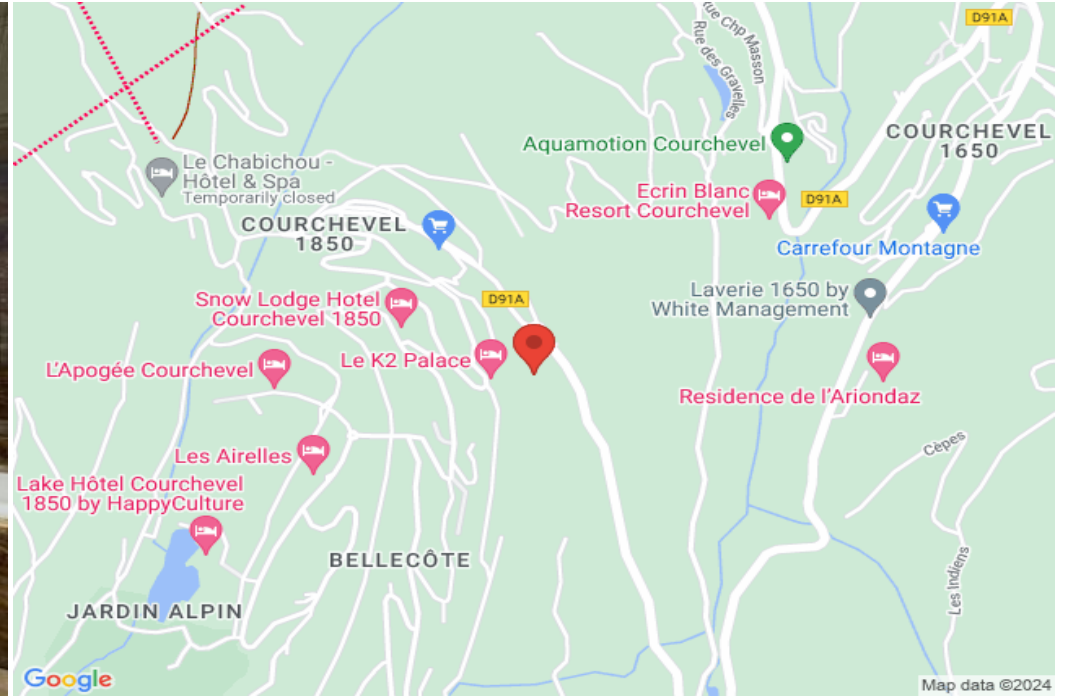 D91A
Rue Chp Masson
Rue des Gravelles
Aquamotion Courchevel
COURCHEVEL
1650
Le Chabichou -
Hôtel & Spa
Temporarily closed
Ecrin Blanc
Resort Courchevel
D91A
COURCHEVEL
1850
Carrefour Montagne
Laverie 1650 by
White Management
D91A
Snow Lodge Hotel
Courchevel 1850
Le K2 Palace
L'Apogée Courchevel
Residence de l'Ariondaz
Cèpes
Les Airelles
Lake Hôtel Courchevel
1850 by HappyCulture
BELLECÔTE
Les Indiens
JARDIN ALPIN
Google
Map data ©2024